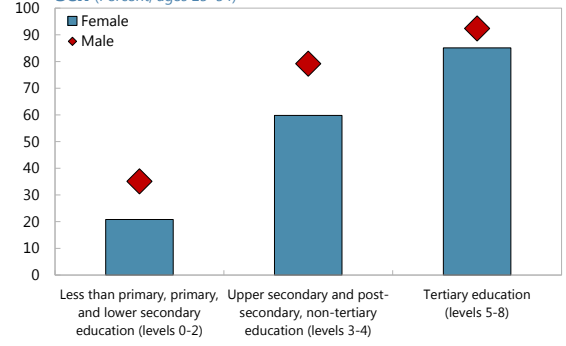 (Percent, ages
100
90
80
70
60
50
40
30
20
10
0
Female
Male
Less than primary, primary,
and lower secondary
education (levels 0-2)
Upper secondary and post-
secondary, non-tertiary
education (levels 3-4)
Tertiary education
(levels 5-8)